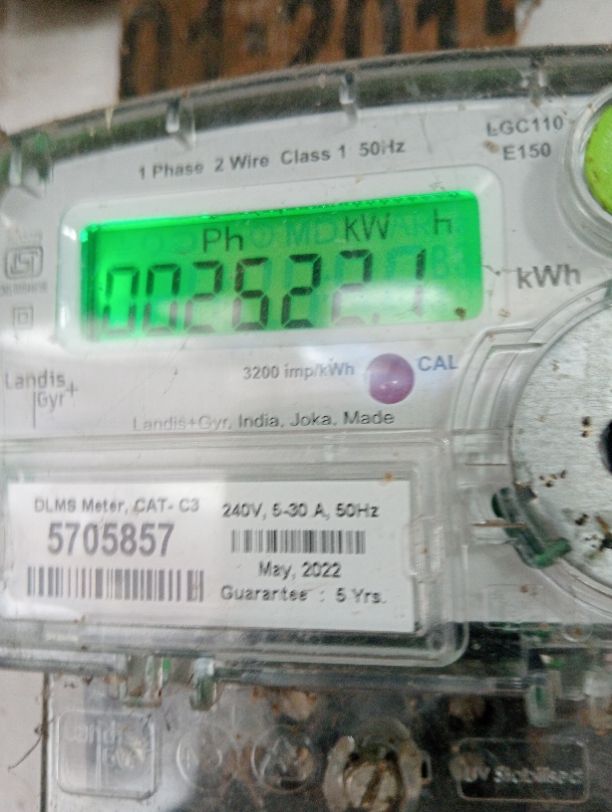 1 Phase 2 Wire Class 1 50Hz
LGC110
E150
Ph kW h
002622.1
kWh
3200 imp/kWh
CAL
Landis+
Gyr
Landis+Gyr, India, Joka, Made
DLMS Meter, CAT- C3
5705857
240V, 5-30 A, 50Hz
May, 2022
Guarantee : 5 Yrs.
UV Stabilised